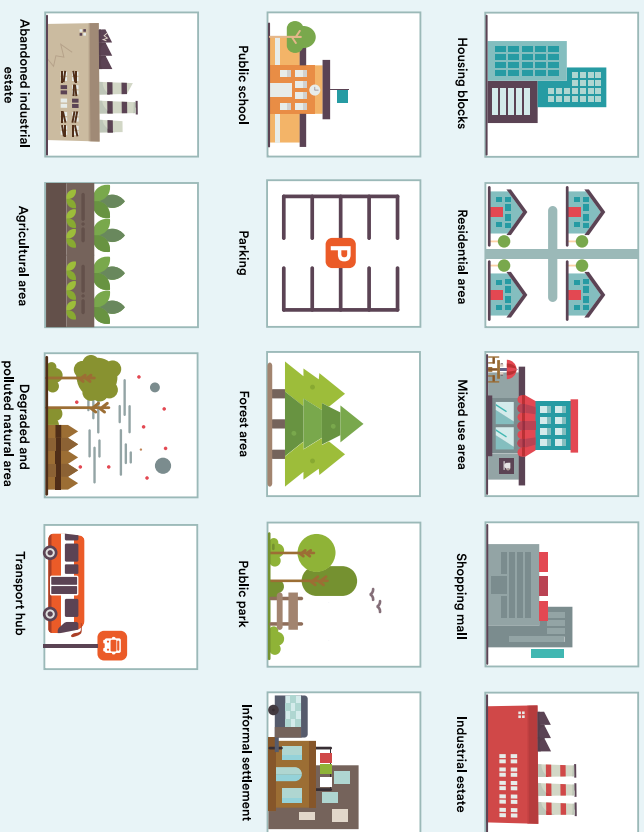 Housing blocks
Residential area
Mixed use area
Shopping mall
Industrial estate
Public school
P
Parking
Forest area
Public park
Informal settlement
Abandoned industrial
estate
Agricultural area
Degraded and
polluted natural area
Transport hub